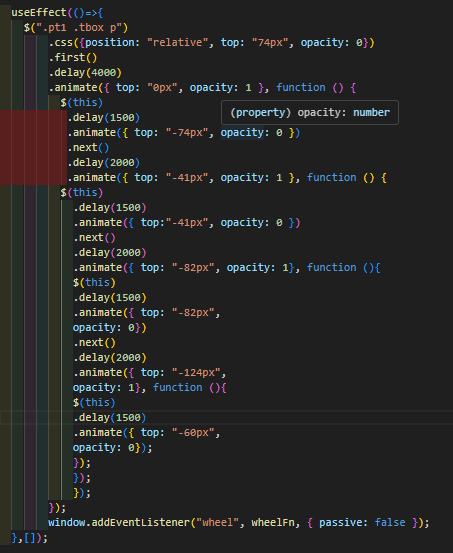 useEffect(()=>{
$(".pt1 .tbox p")
.css({position: "relative", top: "74px", opacity: 0})
.first()
.delay(4000)
.animate({ top: "0px", opacity: 1 }, function () {
$(this)
(property) opacity: number
.delay(1500)
.animate({ top: "-74px", opacity: 0 })
.next()
.delay(2000)
.animate({ top: "-41px", opacity: 1 }, function () {
$(this)
.delay(1500)
.animate({ top:"-41px", opacity: 0 })
.next()
.delay(2000)
.animate({ top: "-82px", opacity: 1}, function (){
$(this)
.delay(1500)
.animate({ top: "-82px",
opacity: 0})
.next()
.delay(2000)
.animate({ top: "-124px",
opacity: 1}, function (){
$(this)
.delay(1500)
.animate({ top: "-60px",
opacity: 0});
});
});
});
});
window.addEventListener("wheel", wheelFn, { passive: false });
},[]);